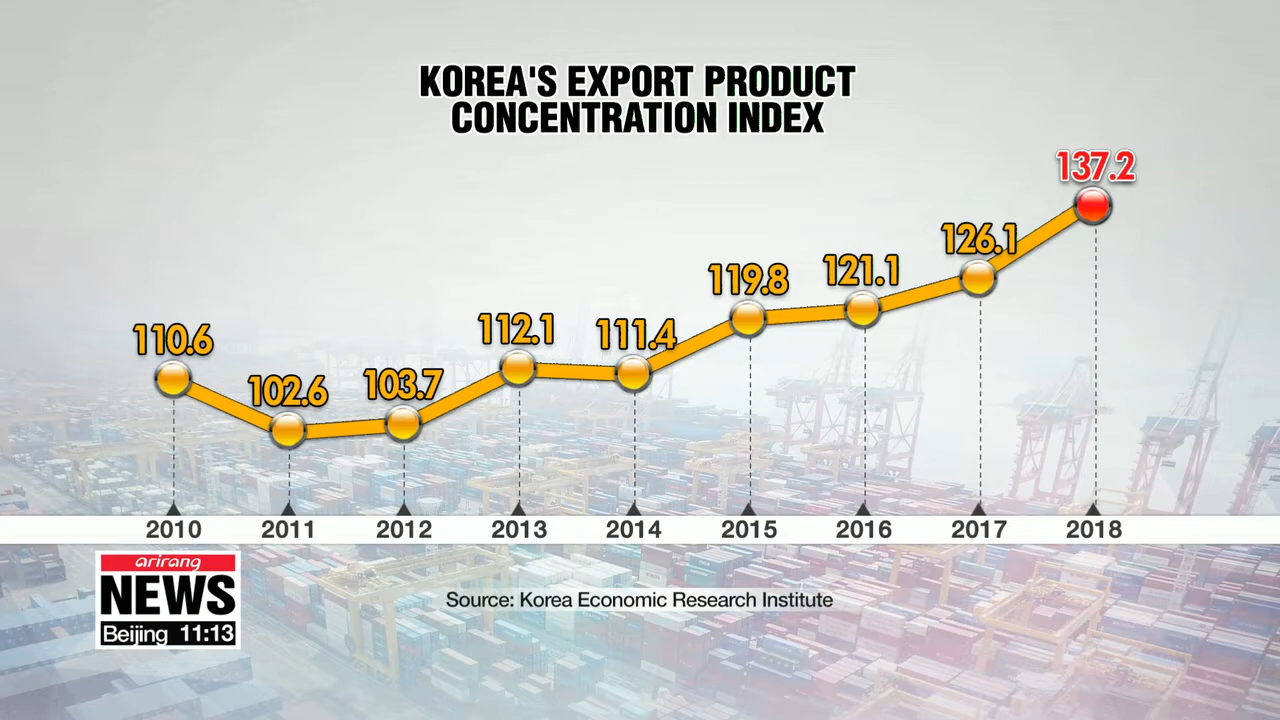 KOREA'S EXPORT PRODUCT
CONCENTRATION INDEX
137.2
126.1
121.1
119.8
112.1
111.4
110.6
103.7
102.6
2010 2011 2012 2013 2014 2015 2016 2017 2018
arirang
NEWS
Beijing 11:13
Source: Korea Economic Research Institute